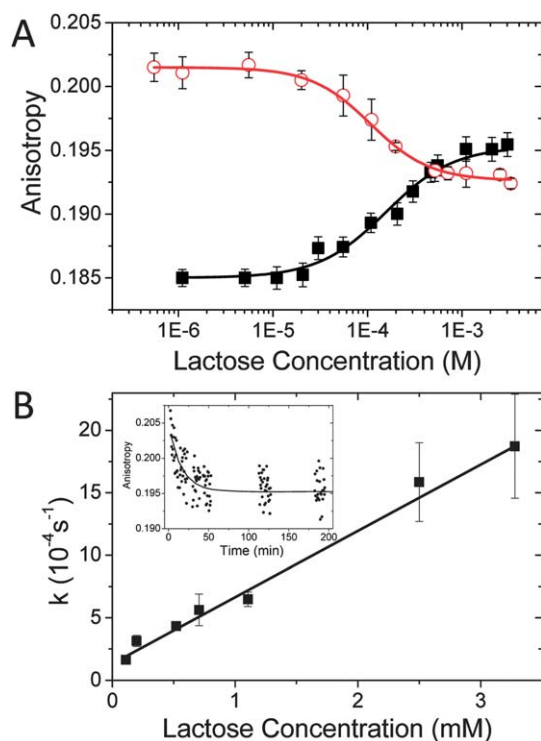 A
0.205
0.200
0.195
0.190
0.185
Anisotropy
1E-6 1E-5 1E-4 1E-3
Lactose Concentration (M)
B
20
15
10
5
0
k (10⁻⁴ s⁻¹)
0.205
0.200
0.195
0.190
Anisotropy
0 50 100 150 200
Time (min)
0 1 2 3
Lactose Concentration (mM)